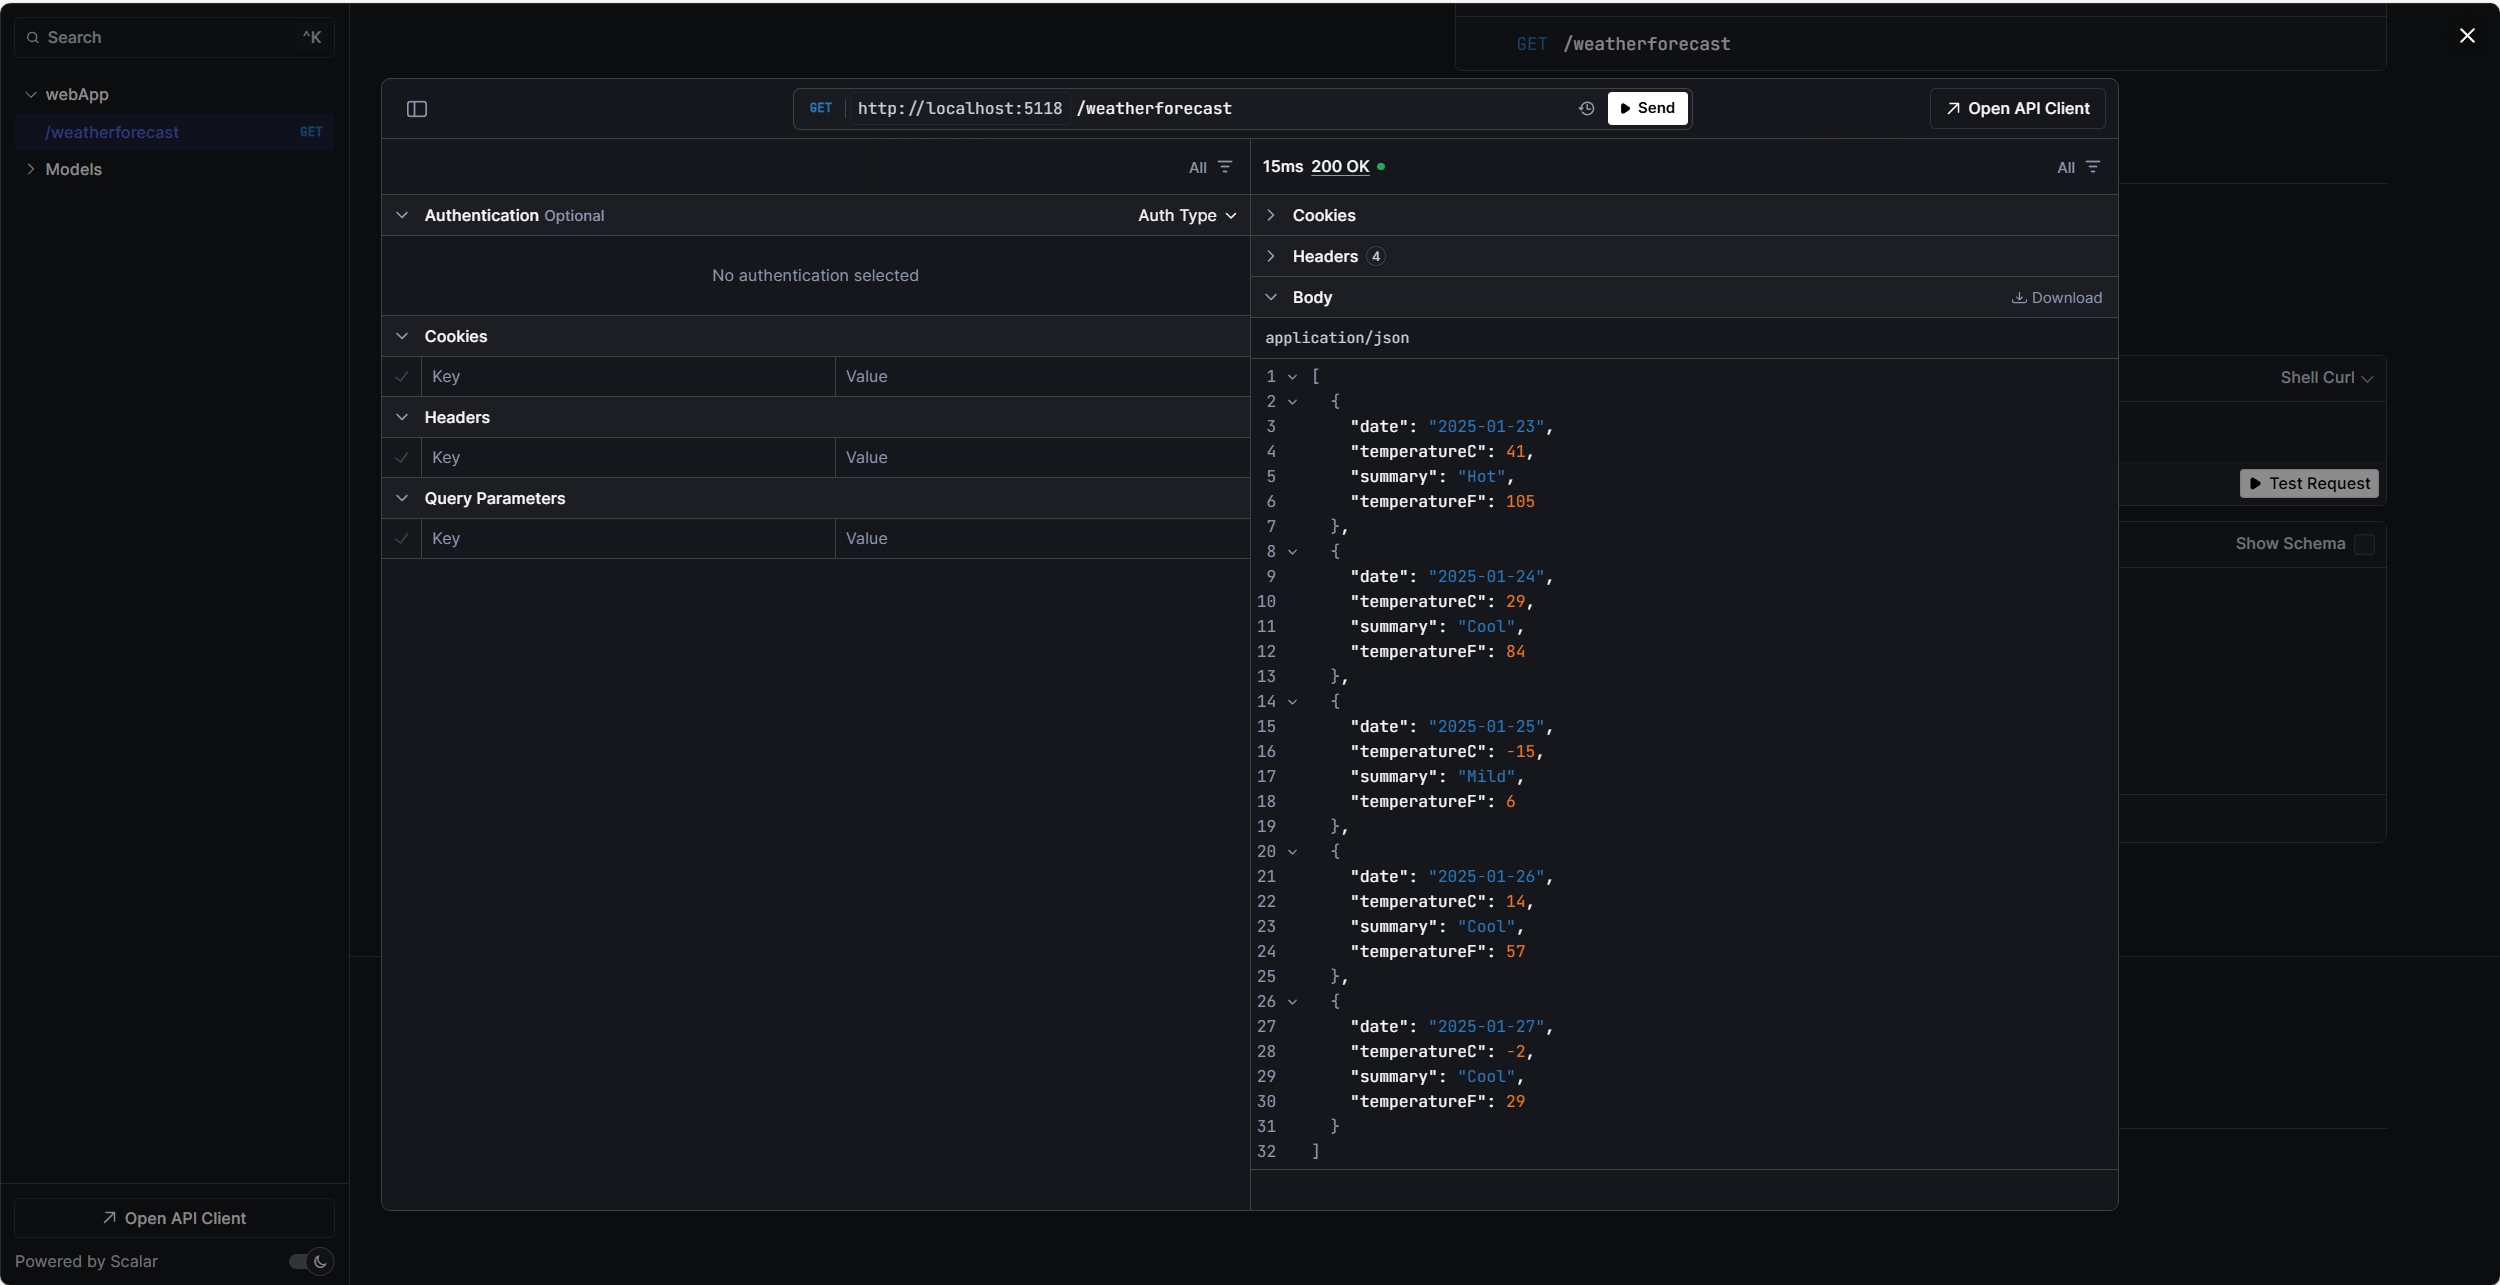 Search ^K
webApp
/weatherforecast GET
Models
Open API Client
Powered by Scalar
GET /weatherforecast
GET http://localhost:5118 /weatherforecast Send
Open API Client
All
Authentication Optional Auth Type
No authentication selected
Cookies
Key Value
Headers
Key Value
Query Parameters
Key Value
15ms 200 OK All
Cookies
Headers 4
Body Download
application/json
1 [
2 {
3 "date": "2025-01-23",
4 "temperatureC": 41,
5 "summary": "Hot",
6 "temperatureF": 105
7 },
8 {
9 "date": "2025-01-24",
10 "temperatureC": 29,
11 "summary": "Cool",
12 "temperatureF": 84
13 },
14 {
15 "date": "2025-01-25",
16 "temperatureC": -15,
17 "summary": "Mild",
18 "temperatureF": 6
19 },
20 {
21 "date": "2025-01-26",
22 "temperatureC": 14,
23 "summary": "Cool",
24 "temperatureF": 57
25 },
26 {
27 "date": "2025-01-27",
28 "temperatureC": -2,
29 "summary": "Cool",
30 "temperatureF": 29
31 }
32 ]
Shell Curl
Test Request
Show Schema